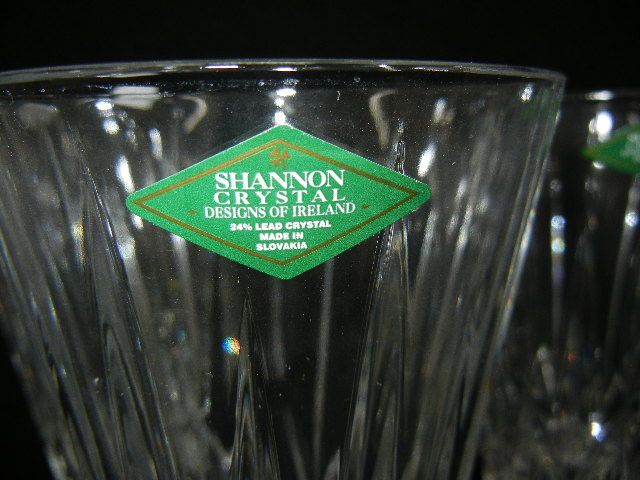 SHANNON
CRYSTAL
DESIGNS OF IRELAND
24% LEAD CRYSTAL
MADE IN
SLOVAKIA